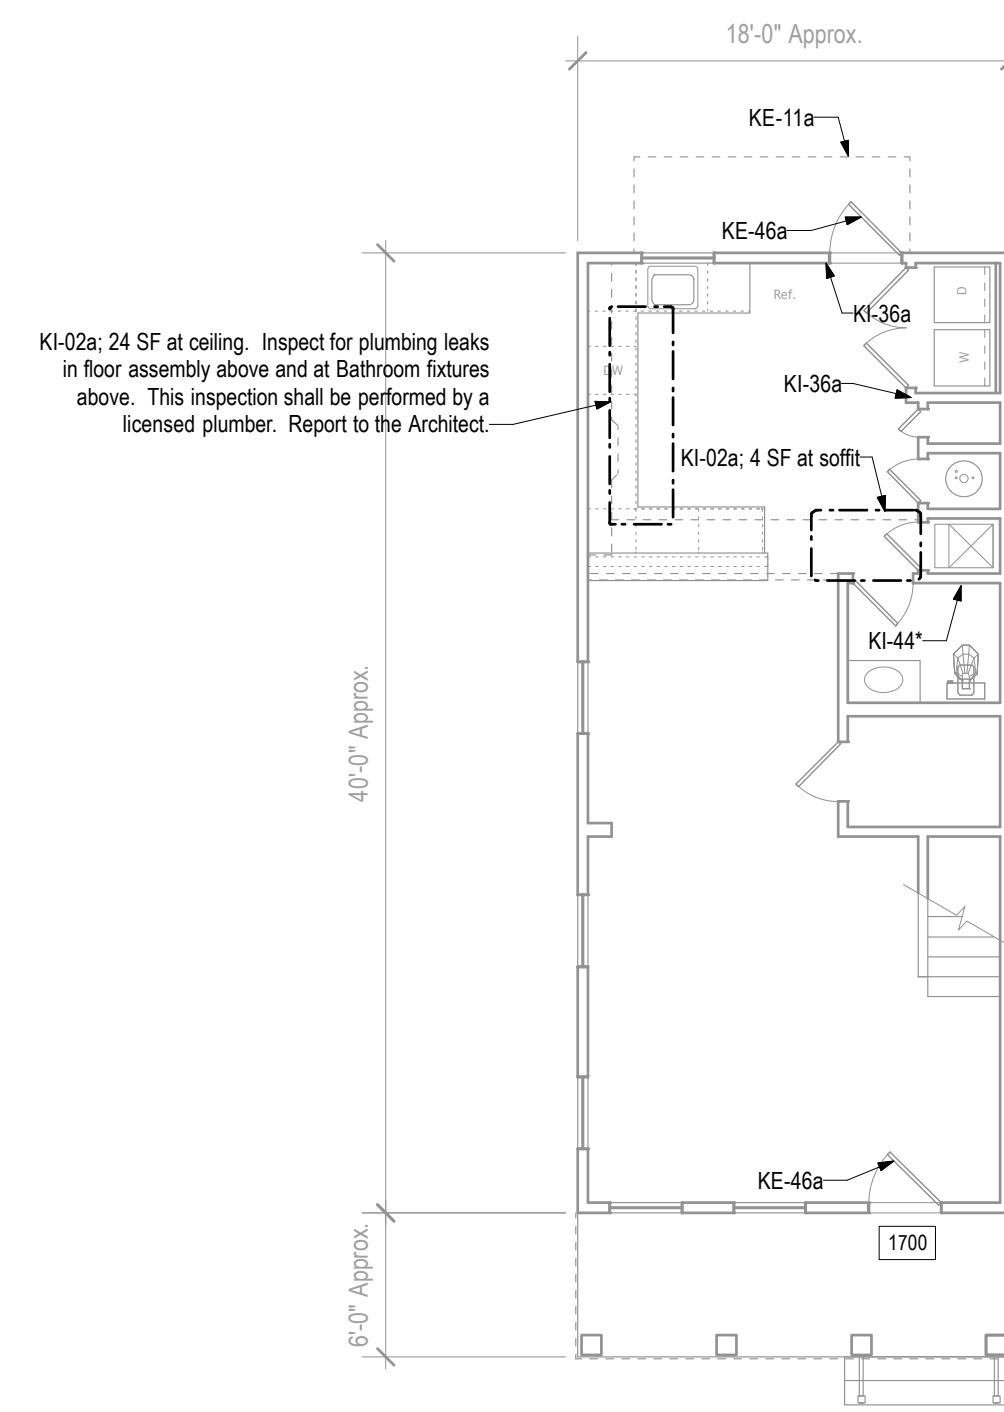 18'-0" Approx.
KE-11a
KE-46a
Ref.
D
KI-36a
KI-02a; 24 SF at ceiling.  Inspect for plumbing leaks
in floor assembly above and at Bathroom fixtures
above.  This inspection shall be performed by a
licensed plumber.  Report to the Architect.
DW
W
KI-36a
KI-02a; 4 SF at soffit
KI-44*
40'-0" Approx.
KE-46a
1700
6'-0" Approx.